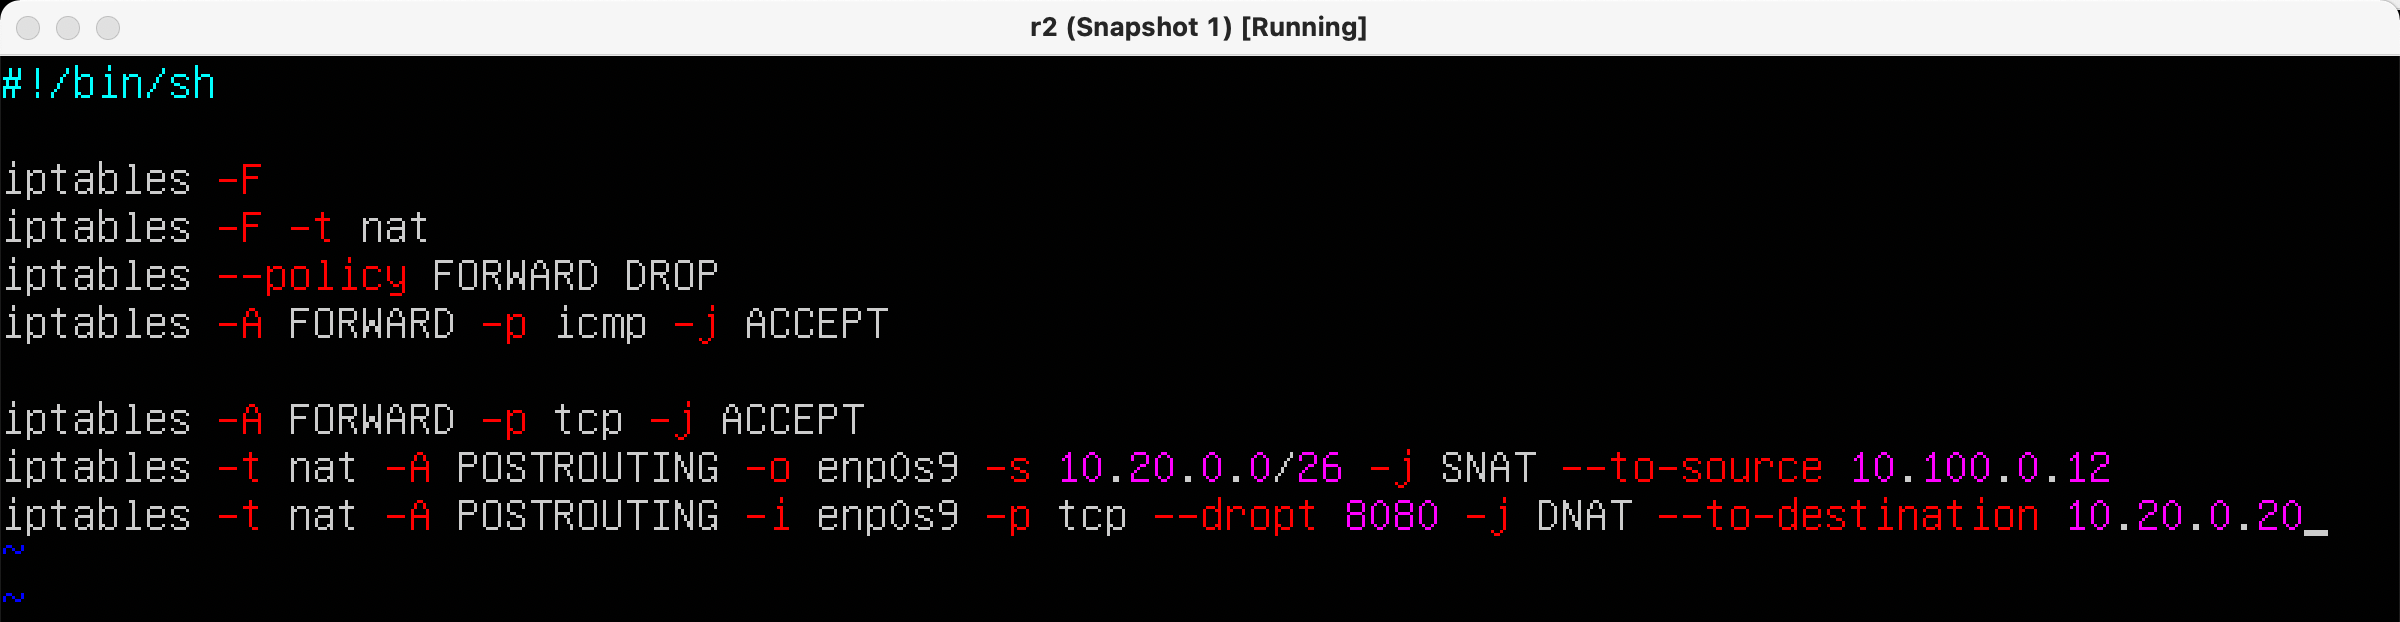 r2 (Snapshot 1) [Running]
#!/bin/sh
iptables -F
iptables -F -t nat
iptables --policy FORWARD DROP
iptables -A FORWARD -p icmp -j ACCEPT
iptables -A FORWARD -p tcp -j ACCEPT
iptables -t nat -A POSTROUTING -o enp0s9 -s 10.20.0.0/26 -j SNAT --to-source 10.100.0.12
iptables -t nat -A POSTROUTING -i enp0s9 -p tcp --dropt 8080 -j DNAT --to-destination 10.20.0.20_
~
~